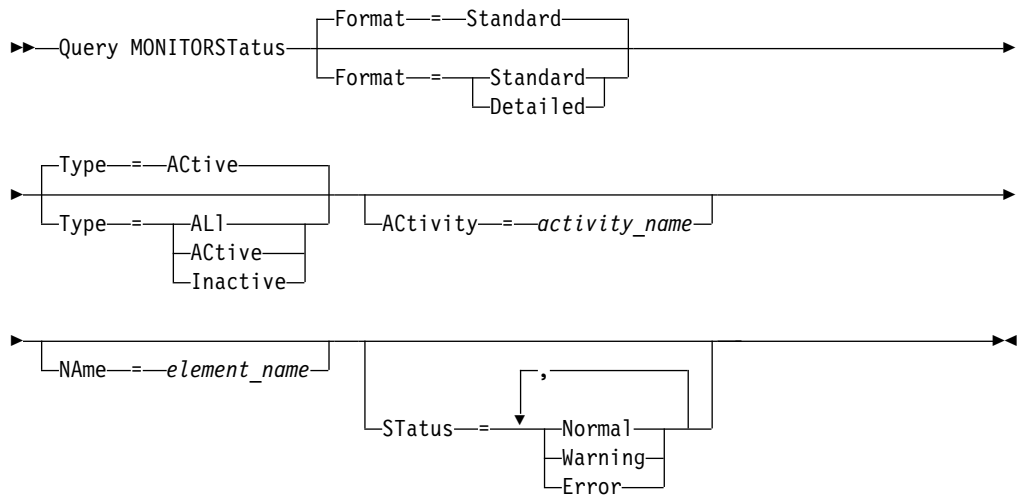 Format = Standard
Query MONITORSTatus
Format = Standard
Detailed
Type = ACtive
Type = ALl
ACtive
Inactive
ACtivity = activity_name
NAme = element_name
,
STatus = Normal
Warning
Error